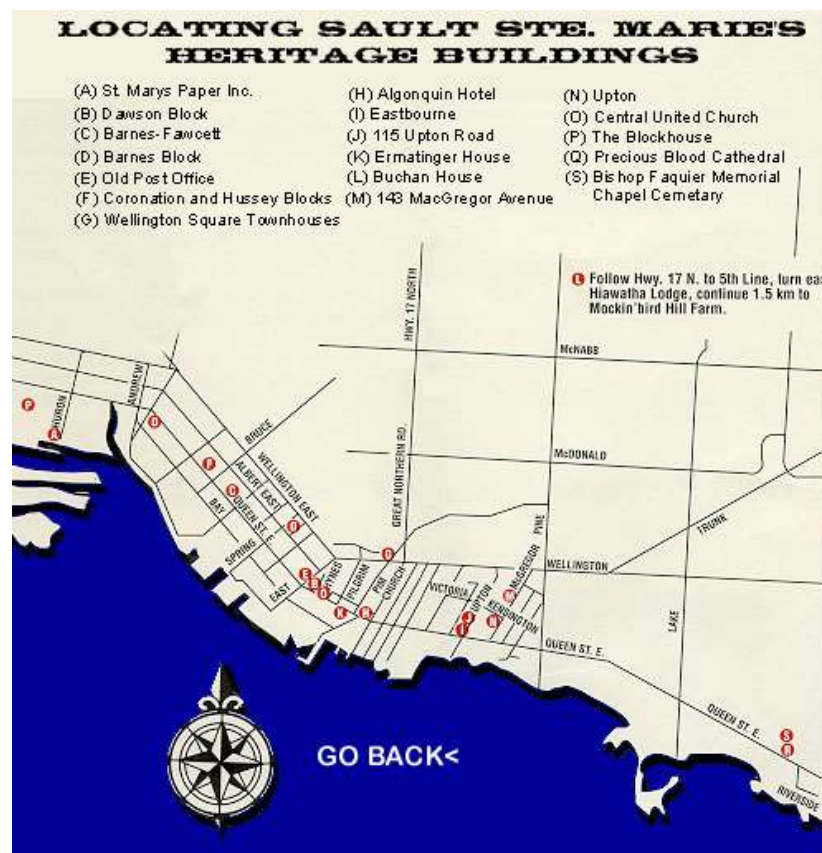 LOCATING SAULT STE. MARIE'S
HERITAGE BUILDINGS
(A) St. Marys Paper Inc.
(B) Dawson Block
(C) Barnes-Fawcett
(D) Barnes Block
(E) Old Post Office
(F) Coronation and Hussey Blocks
(G) Wellington Square Townhouses
(H) Algonquin Hotel
(I) Eastbourne
(J) 115 Upton Road
(K) Ermatinger House
(L) Buchan House
(M) 143 MacGregor Avenue
(N) Upton
(O) Central United Church
(P) The Blockhouse
(Q) Precious Blood Cathedral
(S) Bishop Faquier Memorial
Chapel Cemetary
L Follow Hwy. 17 N. to 5th Line, turn eas
Hiawatha Lodge, continue 1.5 km to
Mockin'bird Hill Farm.
HWY. 17 NORTH
McNABB
ANDREW
HURON
P
A
BRUCE
WELLINGTON EAST
ALBERT EAST
QUEEN ST. E.
BAY
F
C
SPRING
EAST
GREAT NORTHERN RD.
McDONALD
TRUNK
PINE
WELLINGTON
E
B
HYNES
PILGRIM
PIM
CHURCH
K
VICTORIA
UPTON
McGREGOR
KENSINGTON
M
J
I
N
QUEEN ST. E.
LAKE
QUEEN ST. E.
S
R
RIVERSIDE
GO BACK<